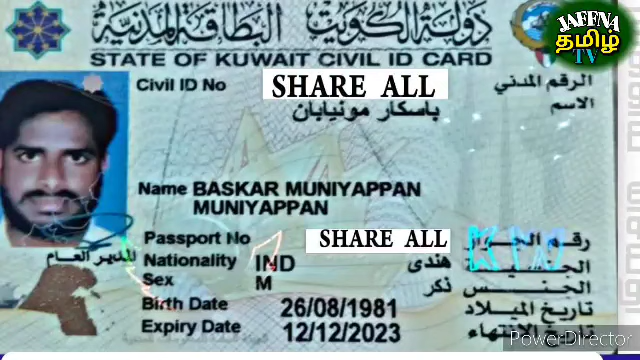 دولة الكويت البطاقة المدنية
JAFFNA
தமிழ்
TV
STATE OF KUWAIT CIVIL ID CARD
Civil ID No SHARE ALL الرقم المدني
الاسم
باسكار مونيابان
Name BASKAR MUNIYAPPAN
MUNIYAPPAN
Passport No SHARE ALL رقم الجواز
Nationality IND هندى الجنسية
المدير العام
Sex M ذكر الجنس
Birth Date 26/08/1981 تاريخ الميلاد
Expiry Date 12/12/2023 تاريخ الانتهاء
PowerDirector